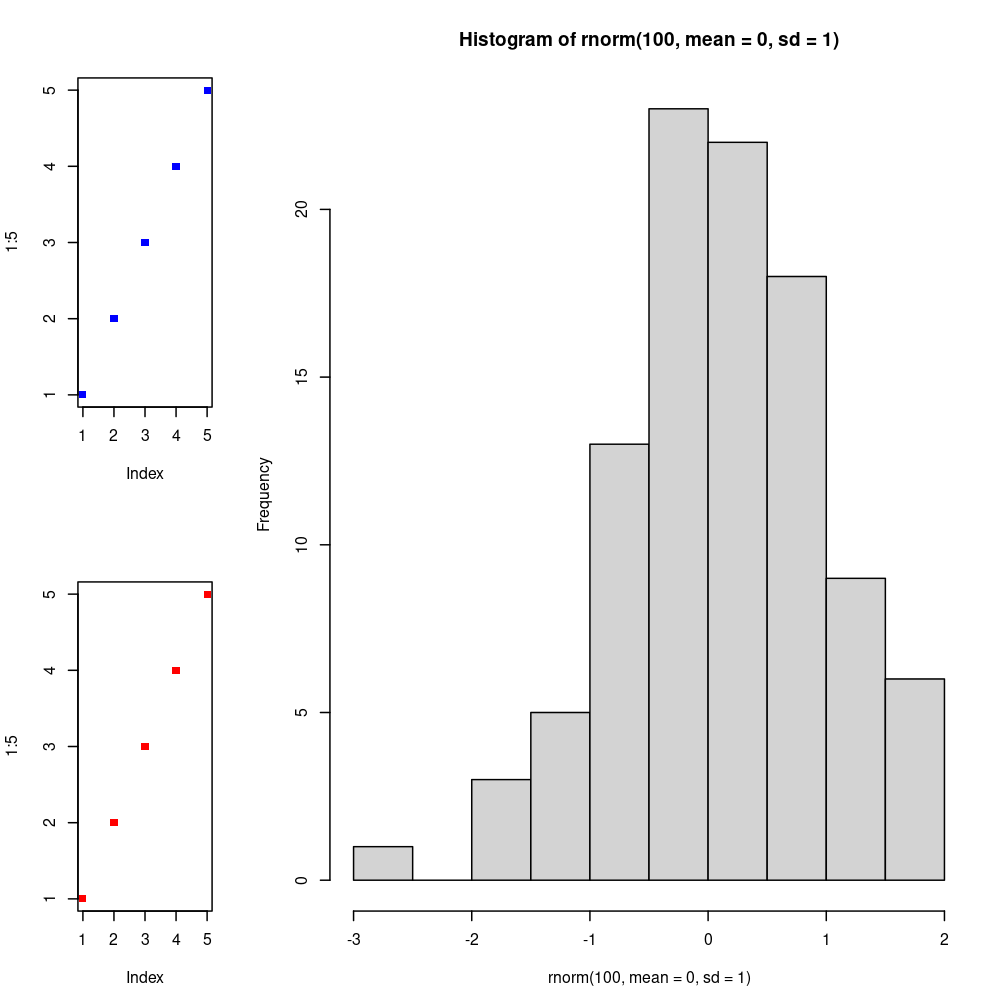 Histogram of rnorm(100, mean = 0, sd = 1)
5
4
3
2
1
1:5
1 2 3 4 5
Index
5
4
3
2
1
1:5
1 2 3 4 5
Index
20
15
10
5
0
Frequency
-3 -2 -1 0 1 2
rnorm(100, mean = 0, sd = 1)